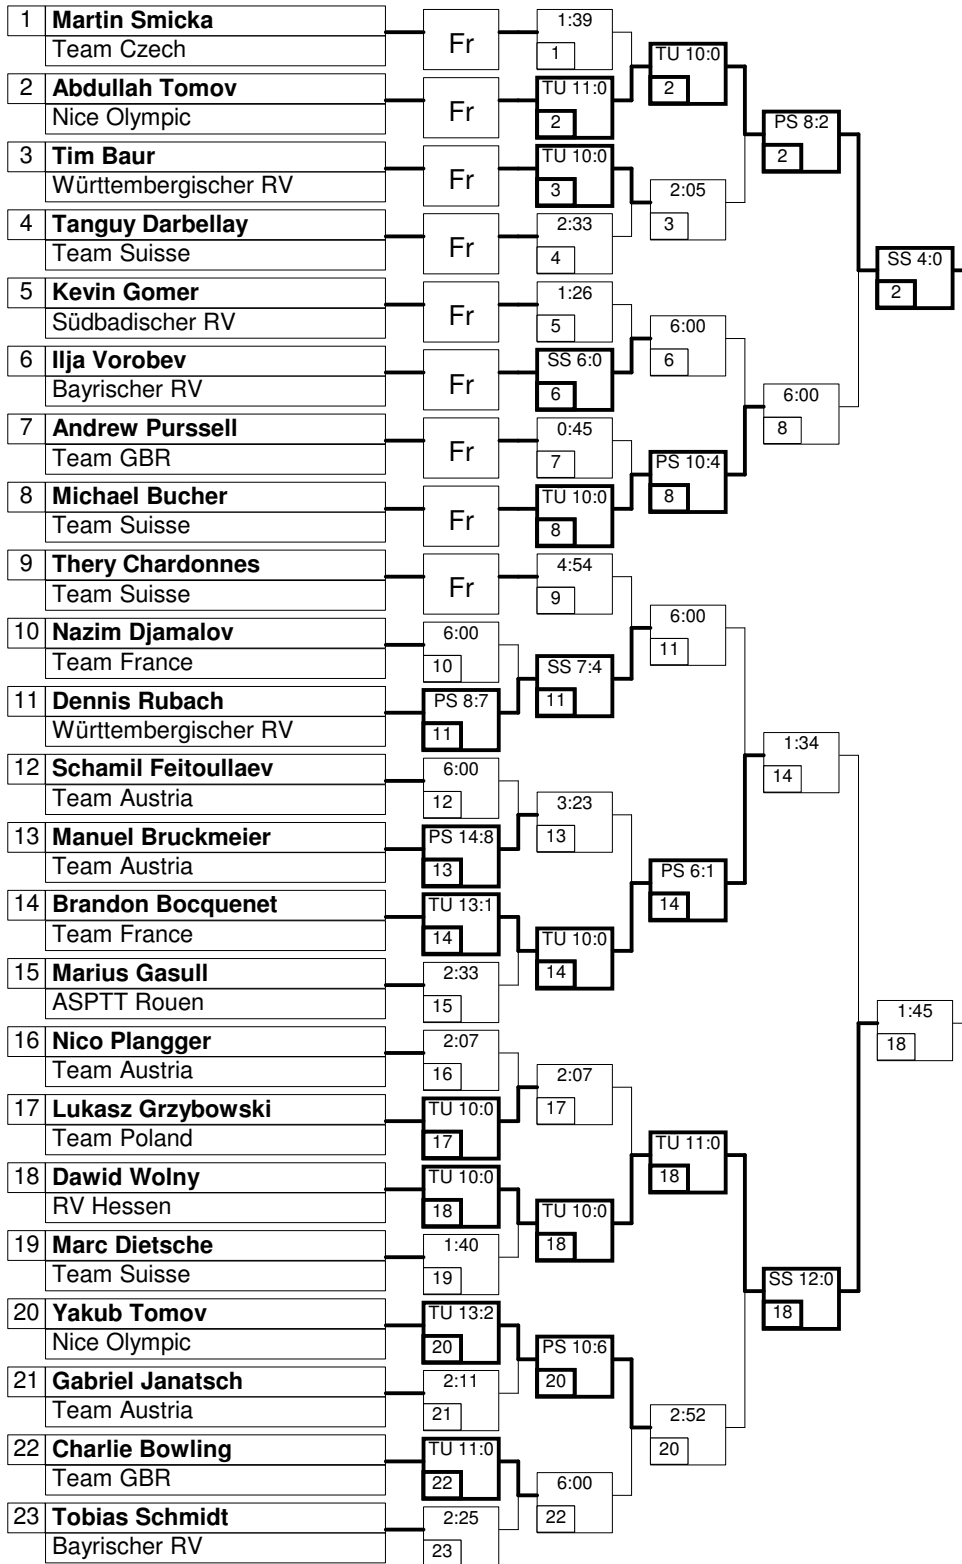 1 Martin Smicka
Team Czech
Fr
1:39
1
TU 10:0
2
2 Abdullah Tomov
Nice Olympic
Fr
TU 11:0
2
PS 8:2
2
3 Tim Baur
Württembergischer RV
Fr
TU 10:0
3
2:05
3
4 Tanguy Darbellay
Team Suisse
Fr
2:33
4
SS 4:0
2
5 Kevin Gomer
Südbadischer RV
Fr
1:26
5
6:00
6
6 Ilja Vorobev
Bayrischer RV
Fr
SS 6:0
6
6:00
8
7 Andrew Purssell
Team GBR
Fr
0:45
7
PS 10:4
8
8 Michael Bucher
Team Suisse
Fr
TU 10:0
8
9 Thery Chardonnes
Team Suisse
Fr
4:54
9
6:00
11
10 Nazim Djamalov
Team France
6:00
10
SS 7:4
11
11 Dennis Rubach
Württembergischer RV
PS 8:7
11
1:34
14
12 Schamil Feitoullaev
Team Austria
6:00
12
3:23
13
13 Manuel Bruckmeier
Team Austria
PS 14:8
13
PS 6:1
14
14 Brandon Bocquenet
Team France
TU 13:1
14
TU 10:0
14
15 Marius Gasull
ASPTT Rouen
2:33
15
1:45
18
16 Nico Plangger
Team Austria
2:07
16
2:07
17
17 Lukasz Grzybowski
Team Poland
TU 10:0
17
TU 11:0
18
18 Dawid Wolny
RV Hessen
TU 10:0
18
TU 10:0
18
19 Marc Dietsche
Team Suisse
1:40
19
SS 12:0
18
20 Yakub Tomov
Nice Olympic
TU 13:2
20
PS 10:6
20
21 Gabriel Janatsch
Team Austria
2:11
21
2:52
20
22 Charlie Bowling
Team GBR
TU 11:0
22
6:00
22
23 Tobias Schmidt
Bayrischer RV
2:25
23